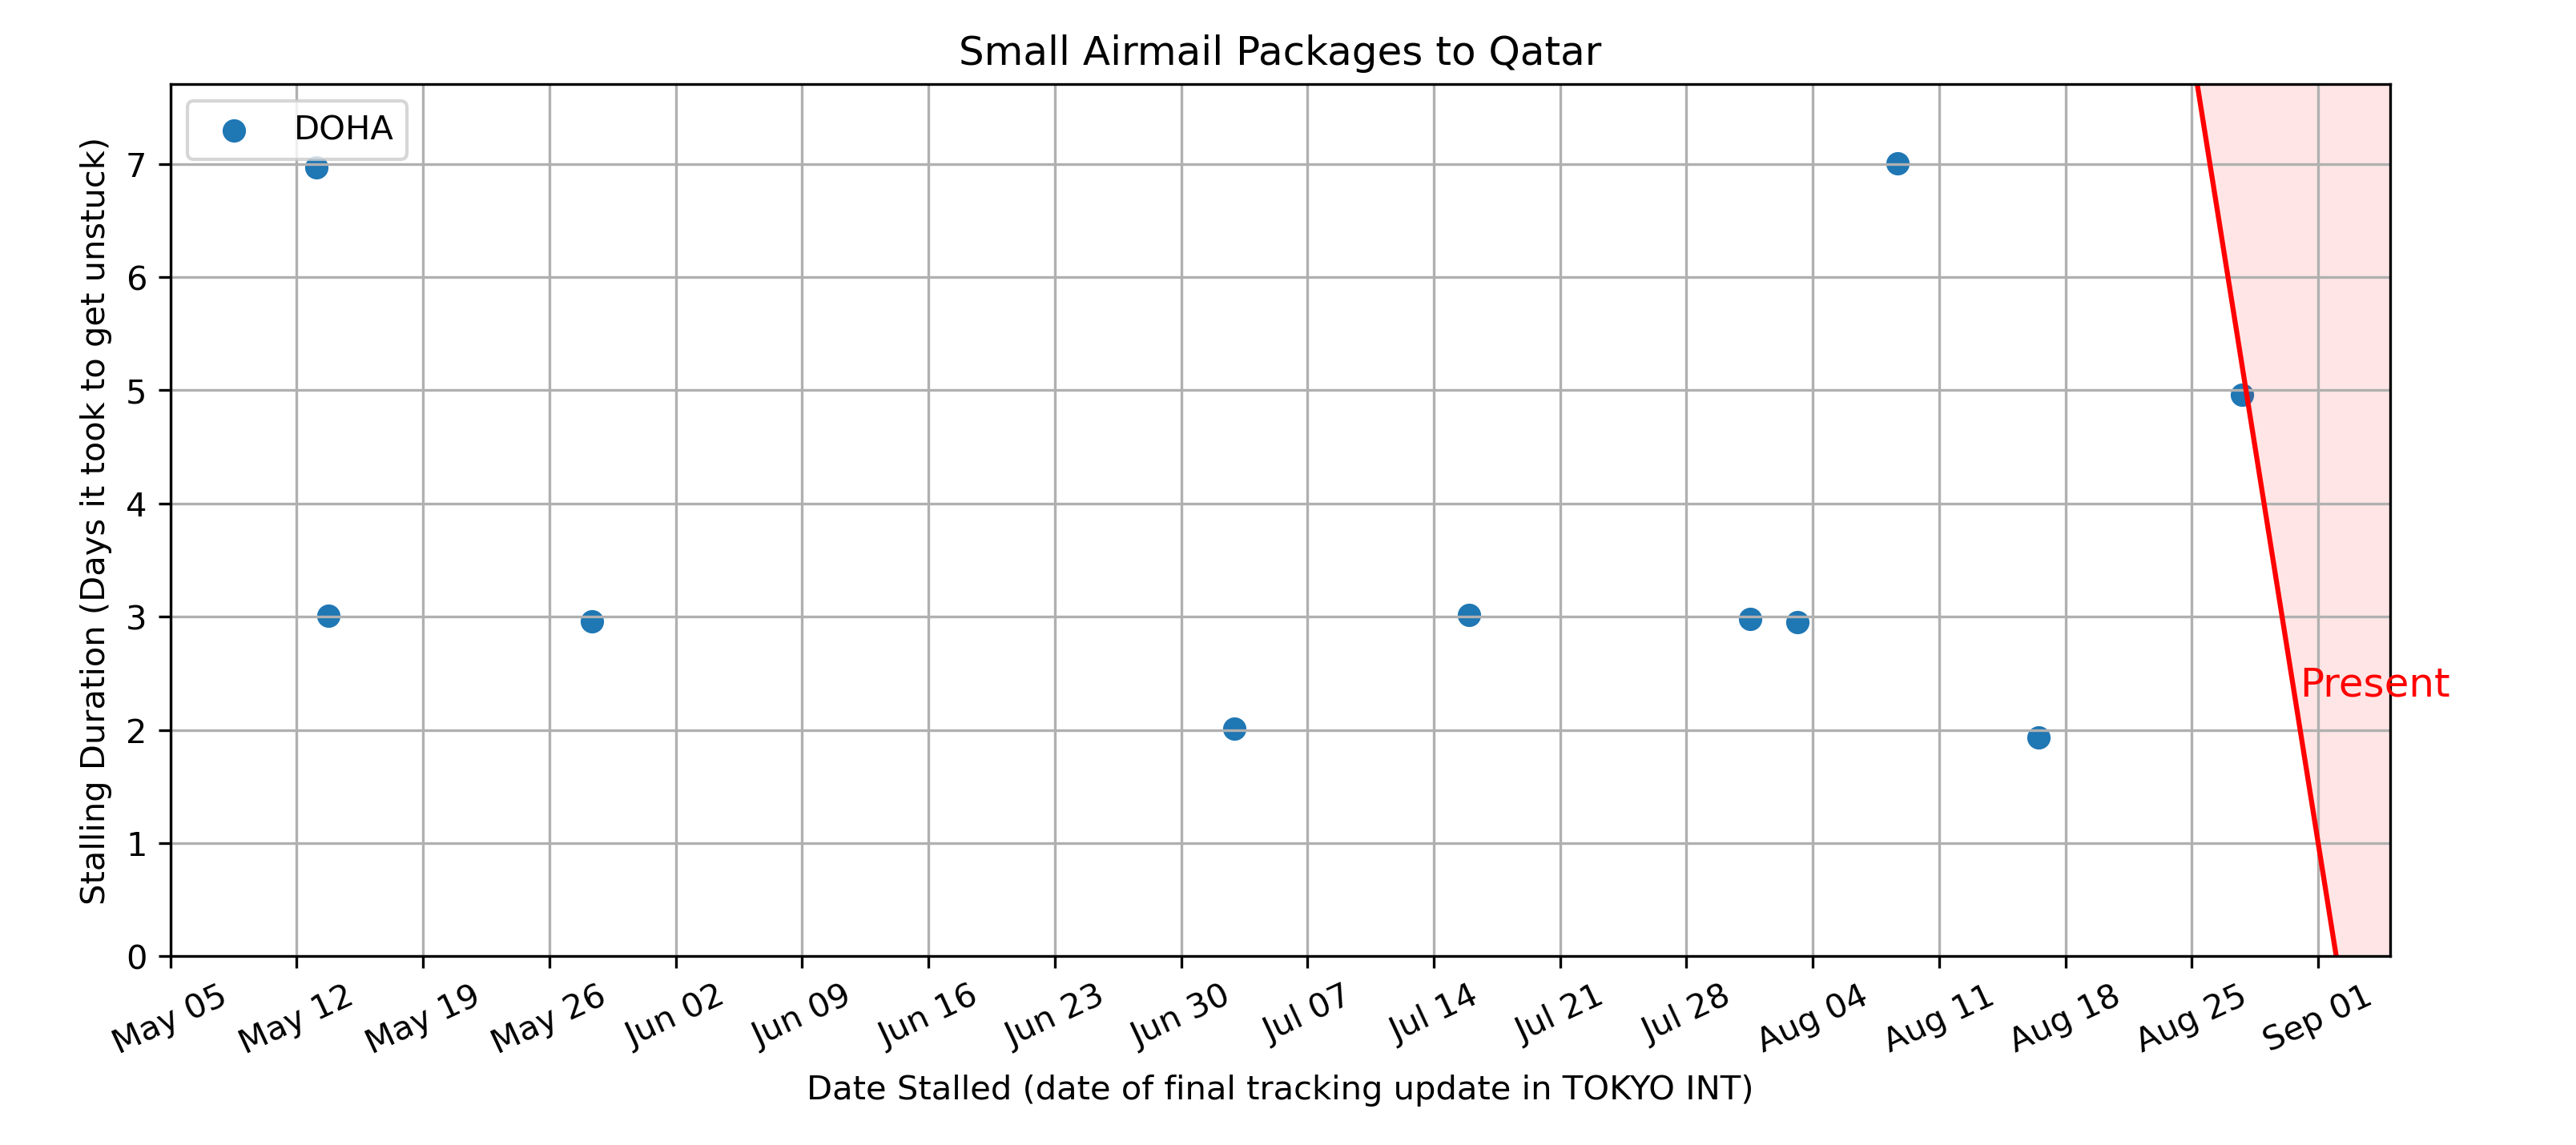 Small Airmail Packages to Qatar
DOHA
Stalling Duration (Days it took to get unstuck)
7
6
5
4
3
2
1
0
Present
May 05
May 12
May 19
May 26
Jun 02
Jun 09
Jun 16
Jun 23
Jun 30
Jul 07
Jul 14
Jul 21
Jul 28
Aug 04
Aug 11
Aug 18
Aug 25
Sep 01
Date Stalled (date of final tracking update in TOKYO INT)